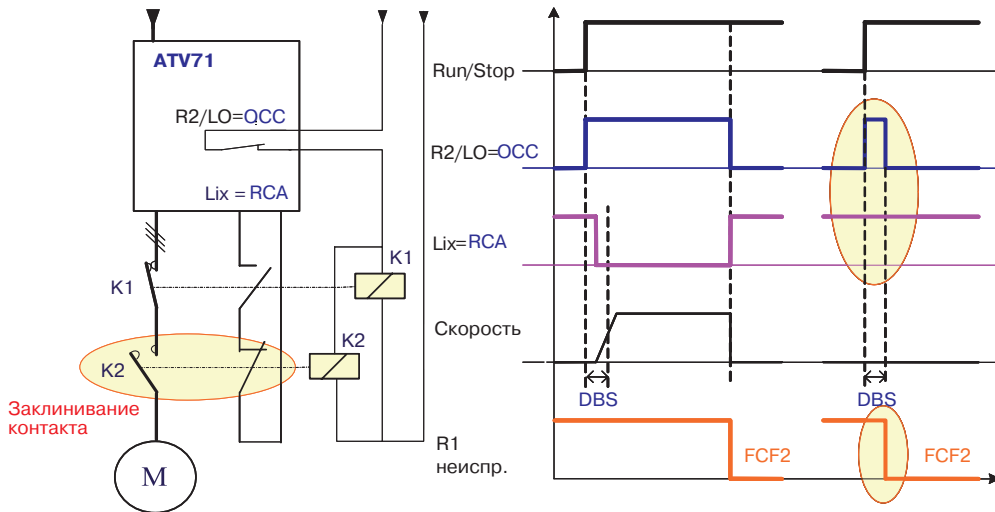 ATV71
R2/LO=OCC
Lix = RCA
K1
K1
K2
K2
Заклинивание
контакта
M
R1
неиспр.
Run/Stop
R2/LO=OCC
Lix=RCA
Скорость
DBS
DBS
FCF2
FCF2